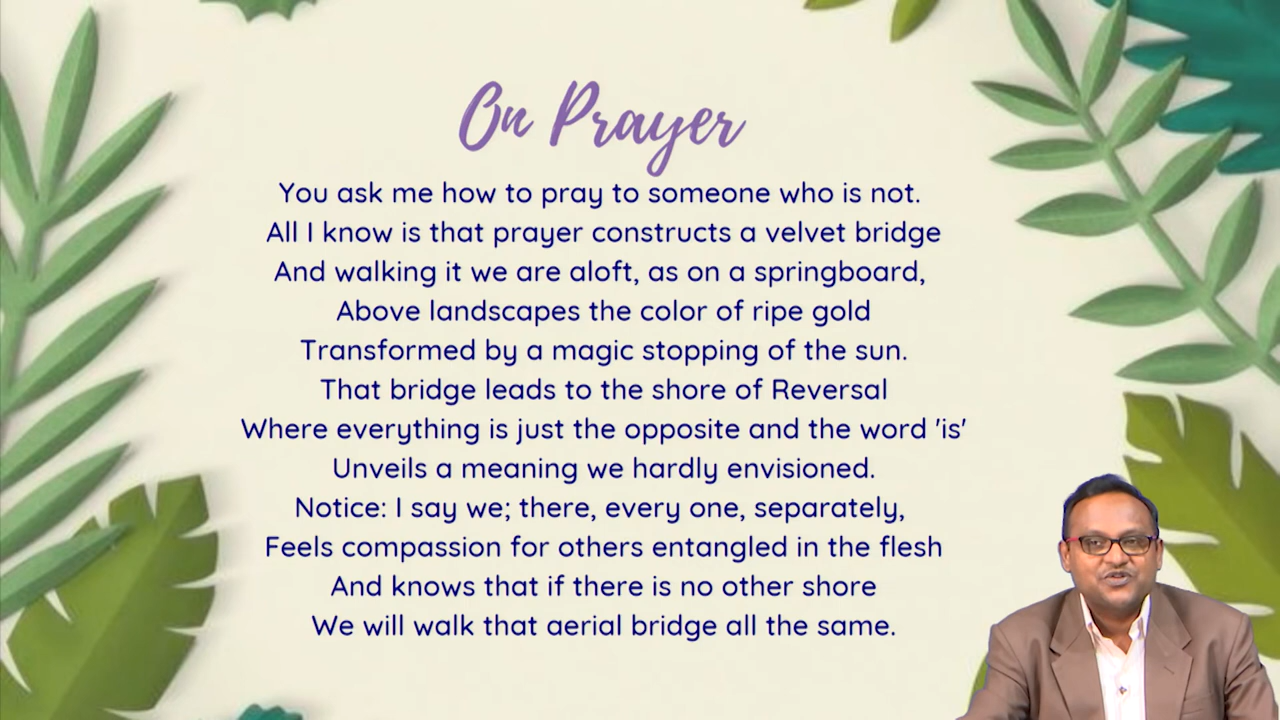 On Prayer
You ask me how to pray to someone who is not.
All I know is that prayer constructs a velvet bridge
And walking it we are aloft, as on a springboard,
Above landscapes the color of ripe gold
Transformed by a magic stopping of the sun.
That bridge leads to the shore of Reversal
Where everything is just the opposite and the word 'is'
Unveils a meaning we hardly envisioned.
Notice: I say we; there, every one, separately,
Feels compassion for others entangled in the flesh
And knows that if there is no other shore
We will walk that aerial bridge all the same.